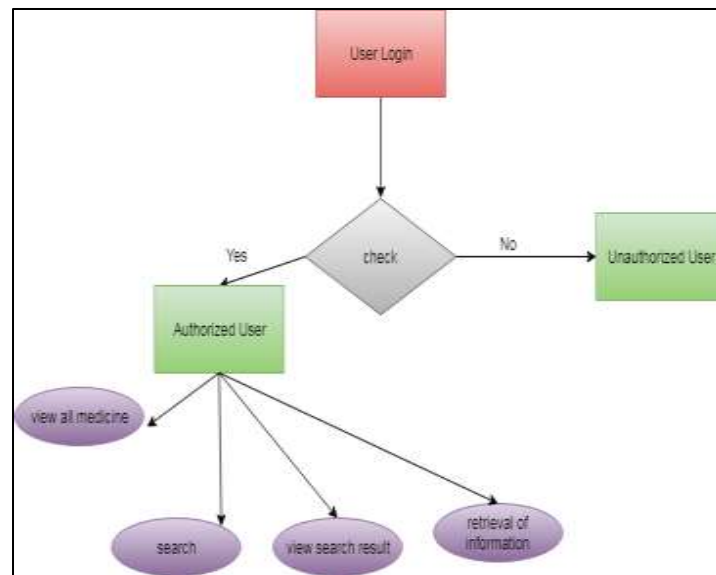 User Login
check
Yes
No
Unauthorized User
Authorized User
view all medicine
search
view search result
retrieval of
information